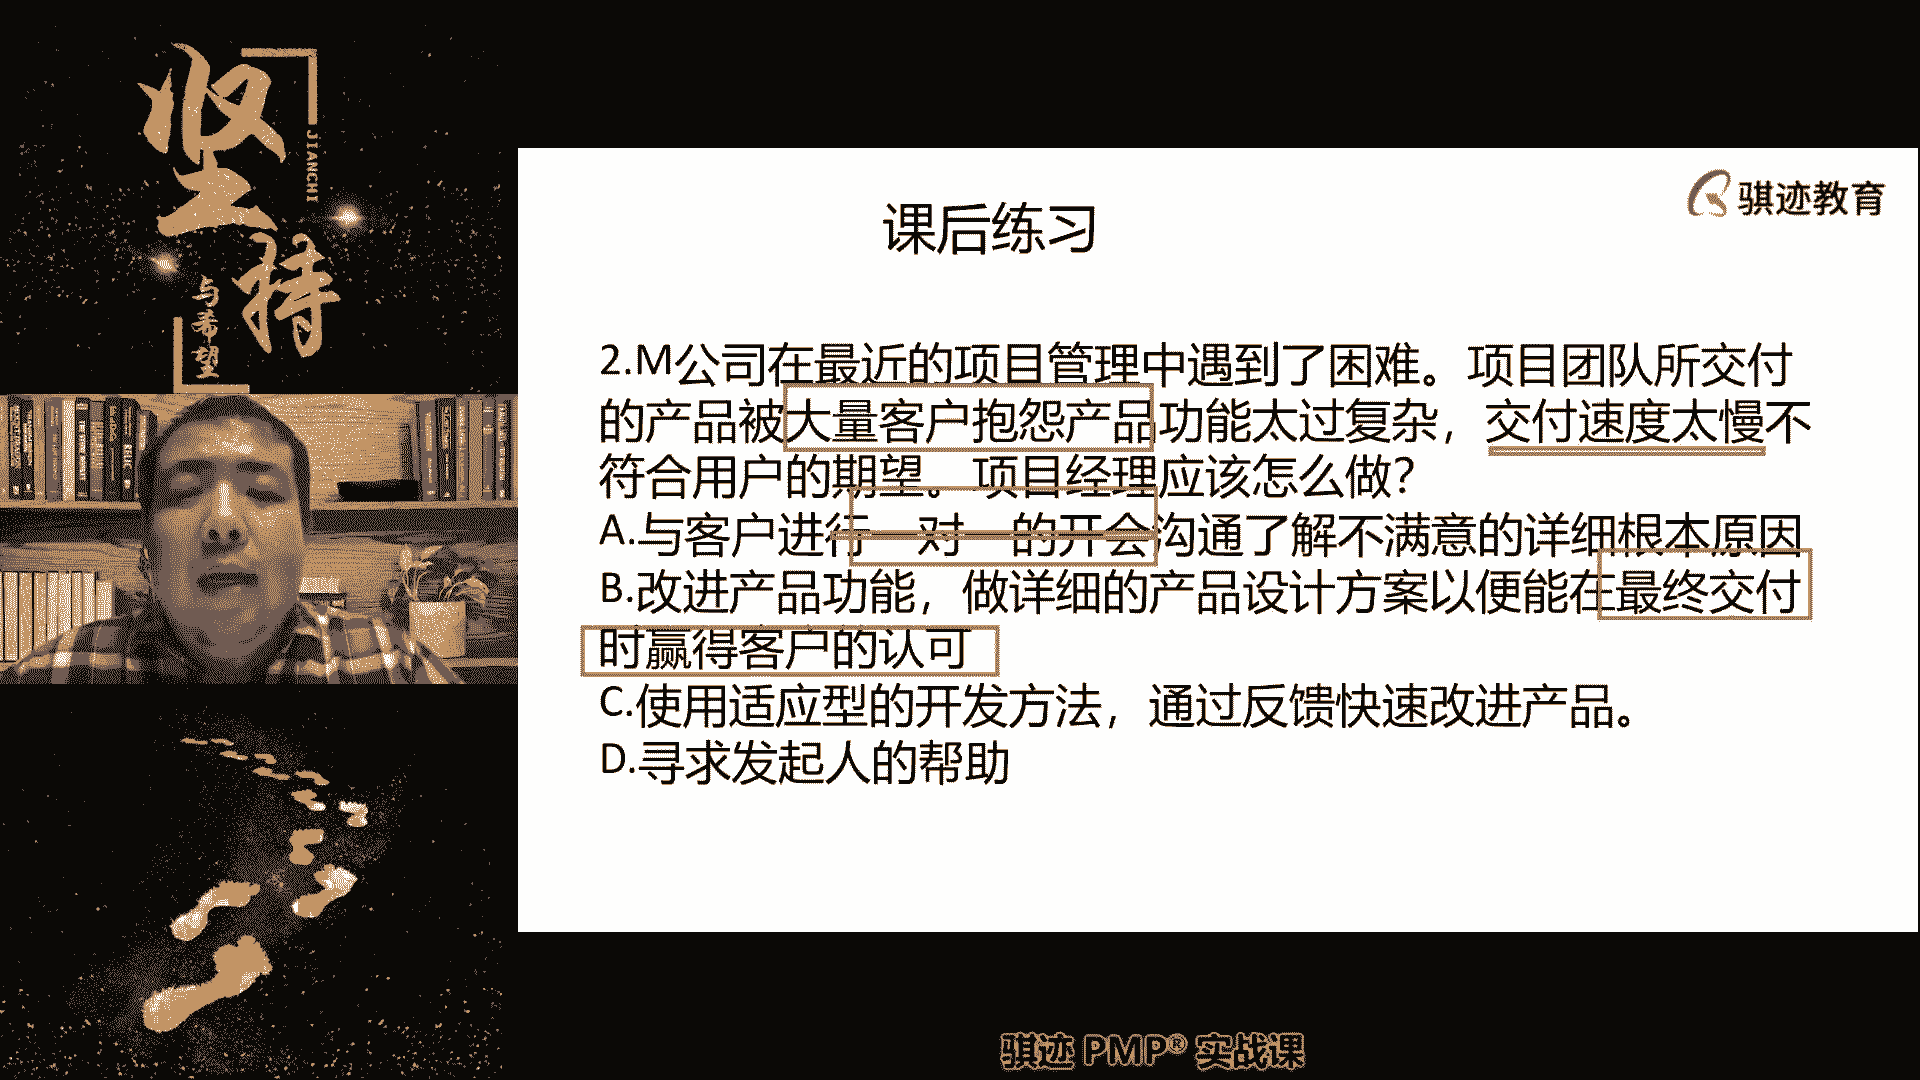 坚持
JIANCHI
与希望
骐迹教育
课后练习
2.M公司在最近的项目管理中遇到了困难。项目团队所交付
的产品被大量客户抱怨产品功能太过复杂，交付速度太慢不
符合用户的期望。项目经理应该怎么做？
A.与客户进行一对一的开会沟通了解不满意的详细根本原因
B.改进产品功能，做详细的产品设计方案以便能在最终交付
时赢得客户的认可
C.使用适应型的开发方法，通过反馈快速改进产品。
D.寻求发起人的帮助
骐迹 PMP® 实战课